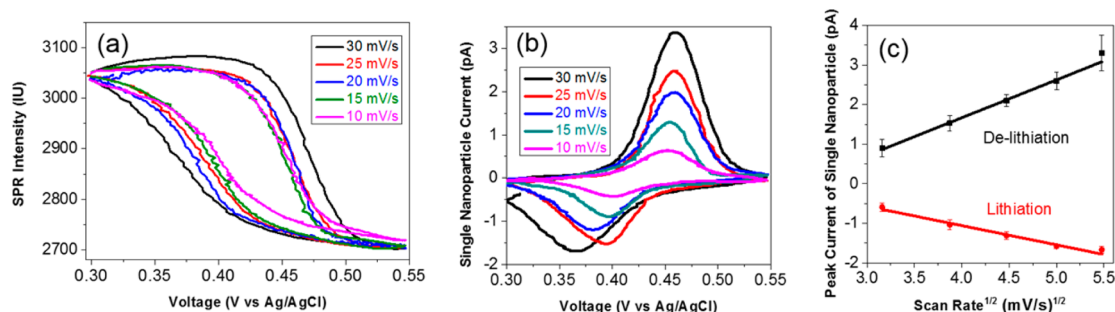 (a)
30 mV/s
25 mV/s
20 mV/s
15 mV/s
10 mV/s
SPR Intensity (IU)
3100
3000
2900
2800
2700
0.30
0.35
0.40
0.45
0.50
0.55
Voltage (V vs Ag/AgCl)
(b)
30 mV/s
25 mV/s
20 mV/s
15 mV/s
10 mV/s
Single Nanoparticle Current (pA)
4
3
2
1
0
-1
-2
0.30
0.35
0.40
0.45
0.50
0.55
Voltage (V vs Ag/AgCl)
(c)
De-lithiation
Lithiation
Peak Current of Single Nanoparticle (pA)
4
3
2
1
0
-1
-2
3.0
3.5
4.0
4.5
5.0
5.5
Scan Rate^1/2 (mV/s)^1/2